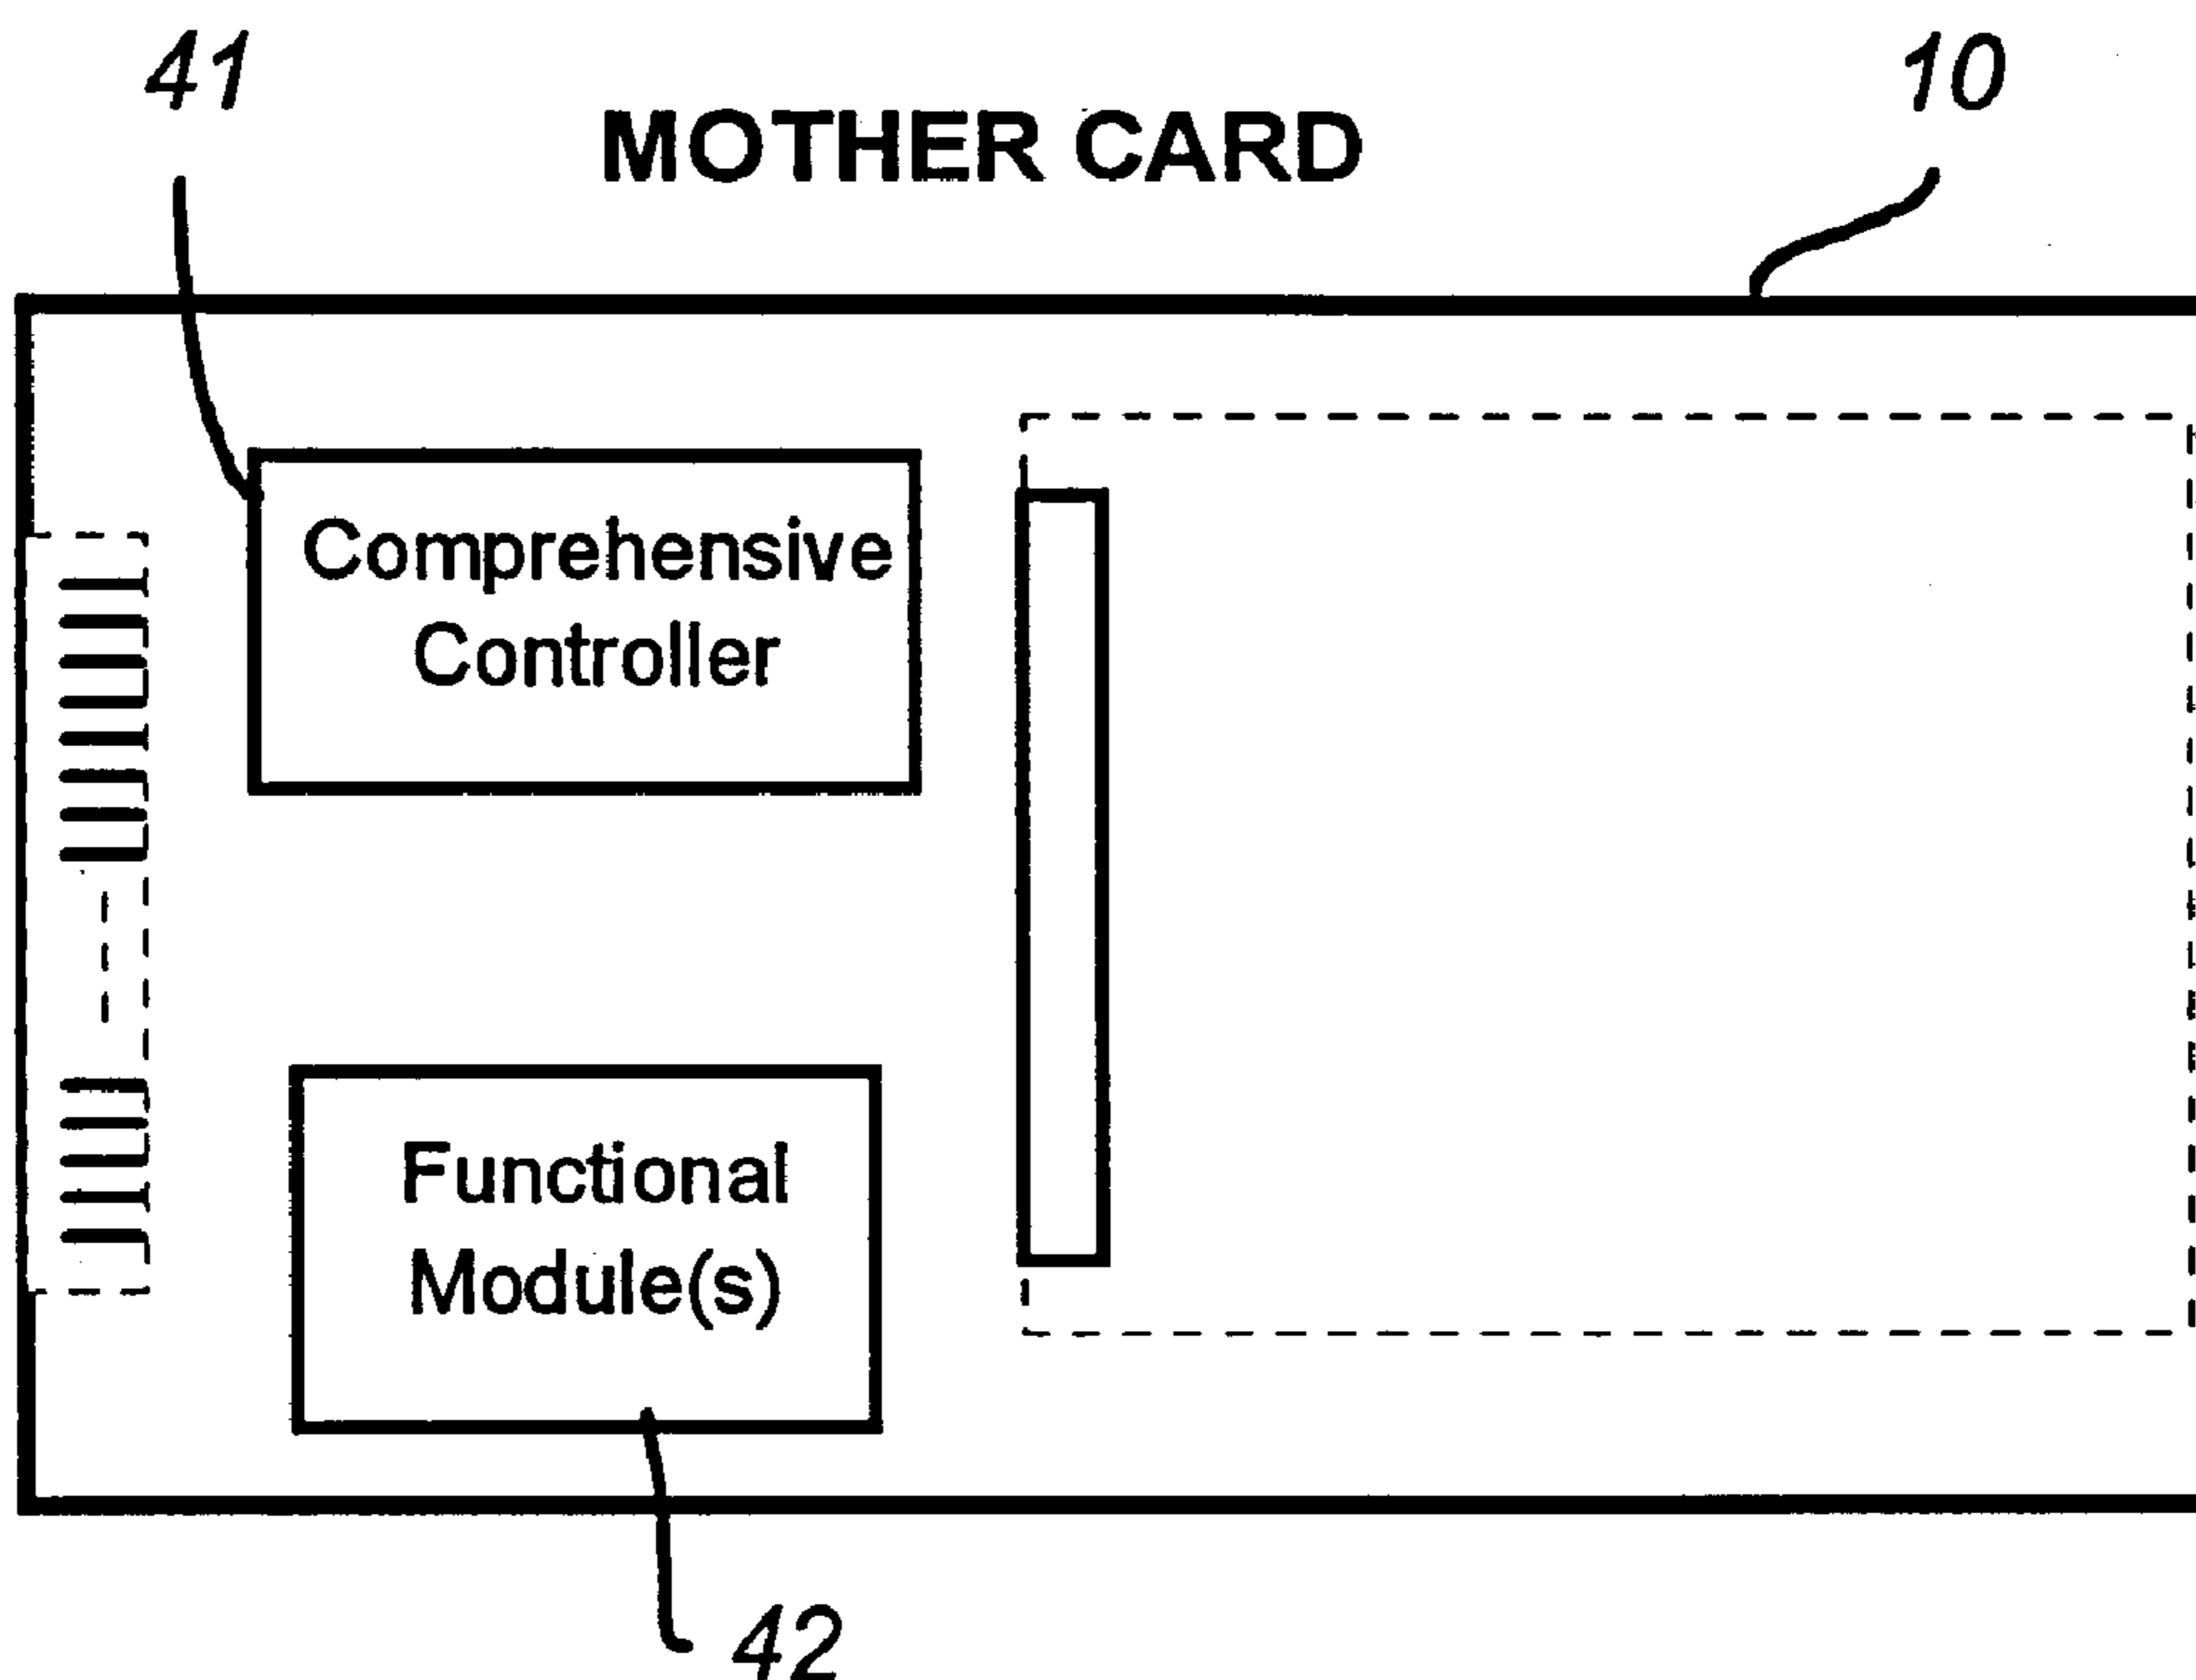 41
10
MOTHER CARD
Comprehensive
Controller
Functional
Module(s)
42